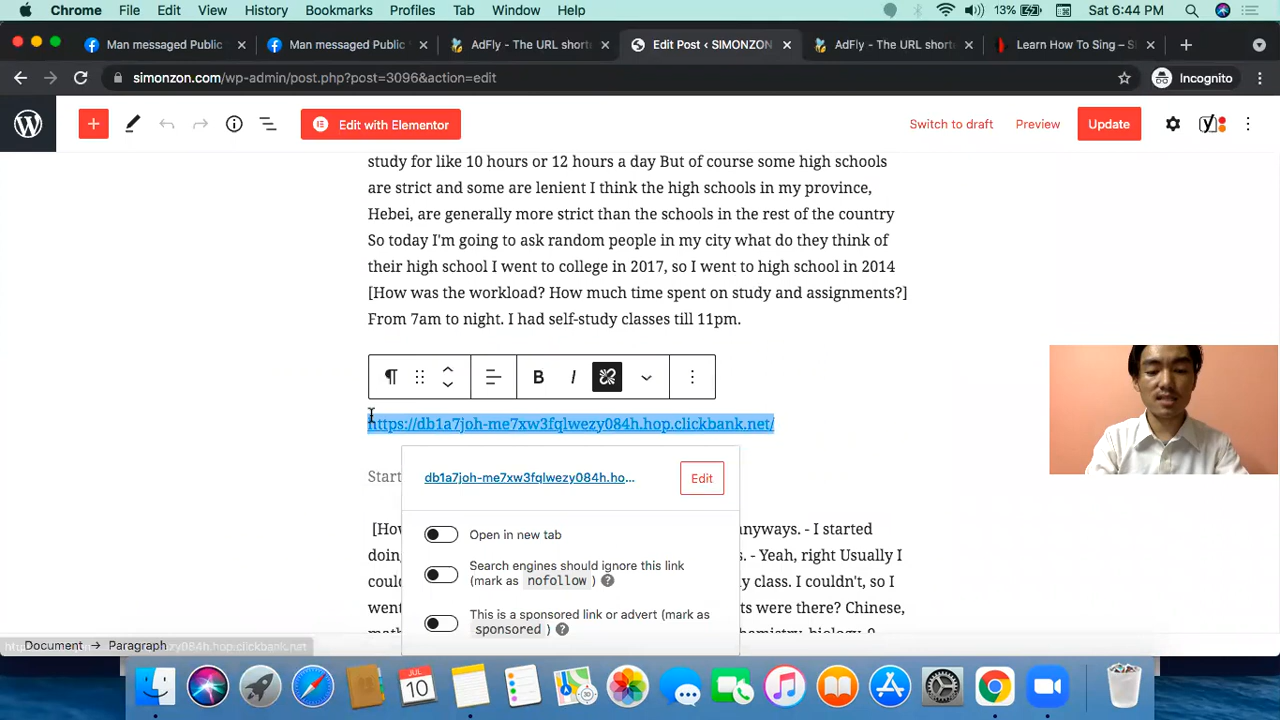 Chrome File Edit View History Bookmarks Profiles Tab Window Help 13% Sat 6:44 PM
Man messaged Public
Man messaged Public
AdFly - The URL short
Edit Post ‹ SIMONZON
AdFly - The URL short
Learn How To Sing – S
simonzon.com/wp-admin/post.php?post=3096&action=edit
Incognito
Edit with Elementor
Switch to draft
Preview
Update
study for like 10 hours or 12 hours a day But of course some high schools
are strict and some are lenient I think the high schools in my province,
Hebei, are generally more strict than the schools in the rest of the country
So today I'm going to ask random people in my city what do they think of
their high school I went to college in 2017, so I went to high school in 2014
[How was the workload? How much time spent on study and assignments?]
From 7am to night. I had self-study classes till 11pm.
B I
https://db1a7joh-me7xw3fqlwezy084h.hop.clickbank.net/
Start
db1a7joh-me7xw3fqlwezy084h.ho...
Edit
[How
anyways. - I started
Open in new tab
doing
s. - Yeah, right Usually I
Search engines should ignore this link
(mark as nofollow )
could
y class. I couldn't, so I
went
ts were there? Chinese,
This is a sponsored link or advert (mark as
sponsored )
Document → Paragraph
JUL
10